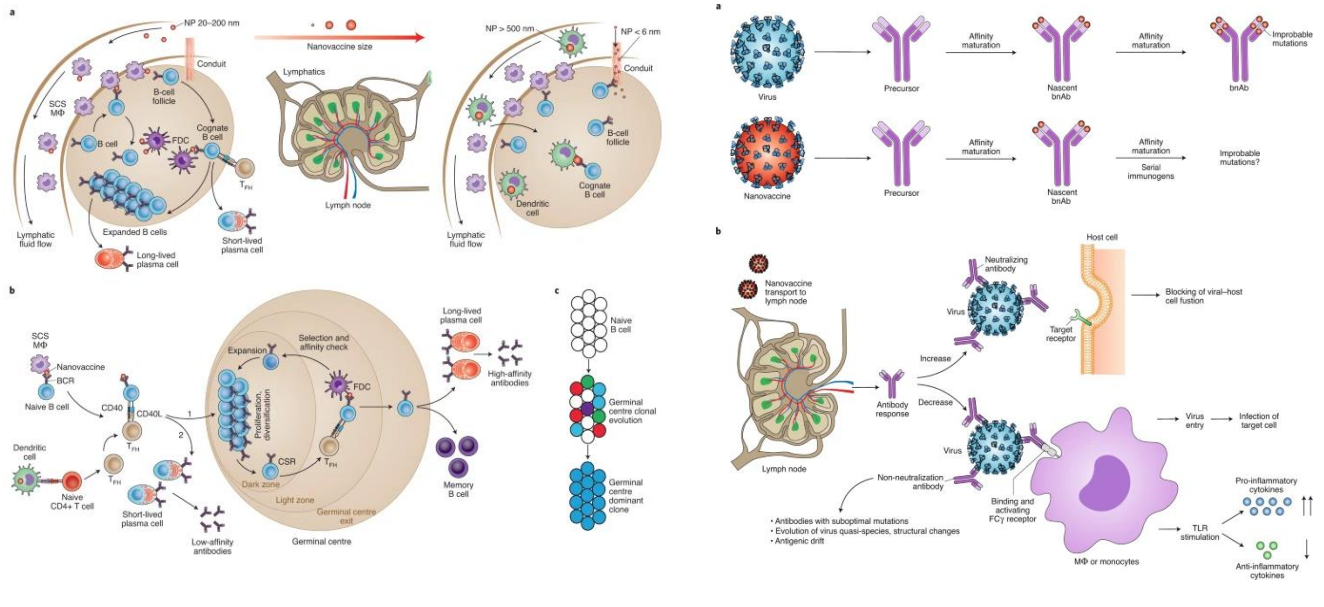 a
NP 20–200 nm
Nanovaccine size
Conduit
B-cell
follicle
SCS
MΦ
B cell
FDC
Cognate
B cell
TFH
Expanded B cells
Lymphatic
fluid flow
Long-lived
plasma cell
Short-lived
plasma cell
Lymphatics
Lymph node
NP > 500 nm
NP < 6 nm
Conduit
B-cell
follicle
Cognate
B cell
Dendritic
cell
Lymphatic
fluid flow
b
SCS
MΦ
Nanovaccine
BCR
Naive B cell
CD40
CD40L
TFH
1
2
Dendritic
cell
Naive
CD4+ T cell
TFH
Short-lived
plasma cell
Low-affinity
antibodies
Expansion
Selection and
affinity check
Proliferation,
diversification
FDC
TFH
CSR
Dark zone
Light zone
Germinal centre
exit
Germinal centre
Long-lived
plasma cell
High-affinity
antibodies
Memory
B cell
c
Naive
B cell
Germinal
centre clonal
evolution
Germinal
centre
dominant
clone
a
Virus
Precursor
Affinity
maturation
Nascent
bnAb
Affinity
maturation
bnAb
Improbable
mutations
Nanovaccine
Precursor
Affinity
maturation
Nascent
bnAb
Affinity
maturation
Serial
immunogens
Improbable
mutations?
b
Nanovaccine
transport to
lymph node
Lymph node
Antibody
response
Increase
Decrease
Neutralizing
antibody
Virus
Host cell
Target
receptor
Blocking of viral–host
cell fustion
Virus
Non-neutralization
antibody
• Antibodies with suboptimal mutations
• Evolution of virus quasi-species, structural changes
• Antigenic drift
Binding and
activating
FCγ receptor
MΦ or monocytes
Virus
entry
Infection of
target cell
TLR
stimulation
Pro-inflammatory
cytokines
Anti-inflammatory
cytokines